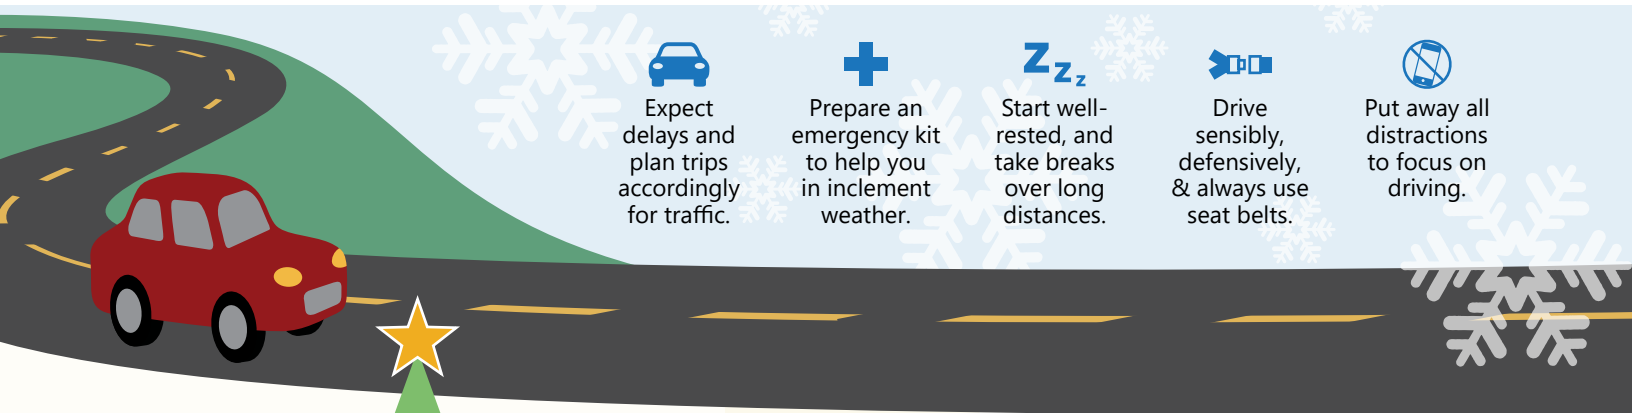 Z z z
Expect
delays and
plan trips
accordingly
for traffic.
Prepare an
emergency kit
to help you
in inclement
weather.
Start well-
rested, and
take breaks
over long
distances.
Drive
sensibly,
defensively,
& always use
seat belts.
Put away all
distractions
to focus on
driving.